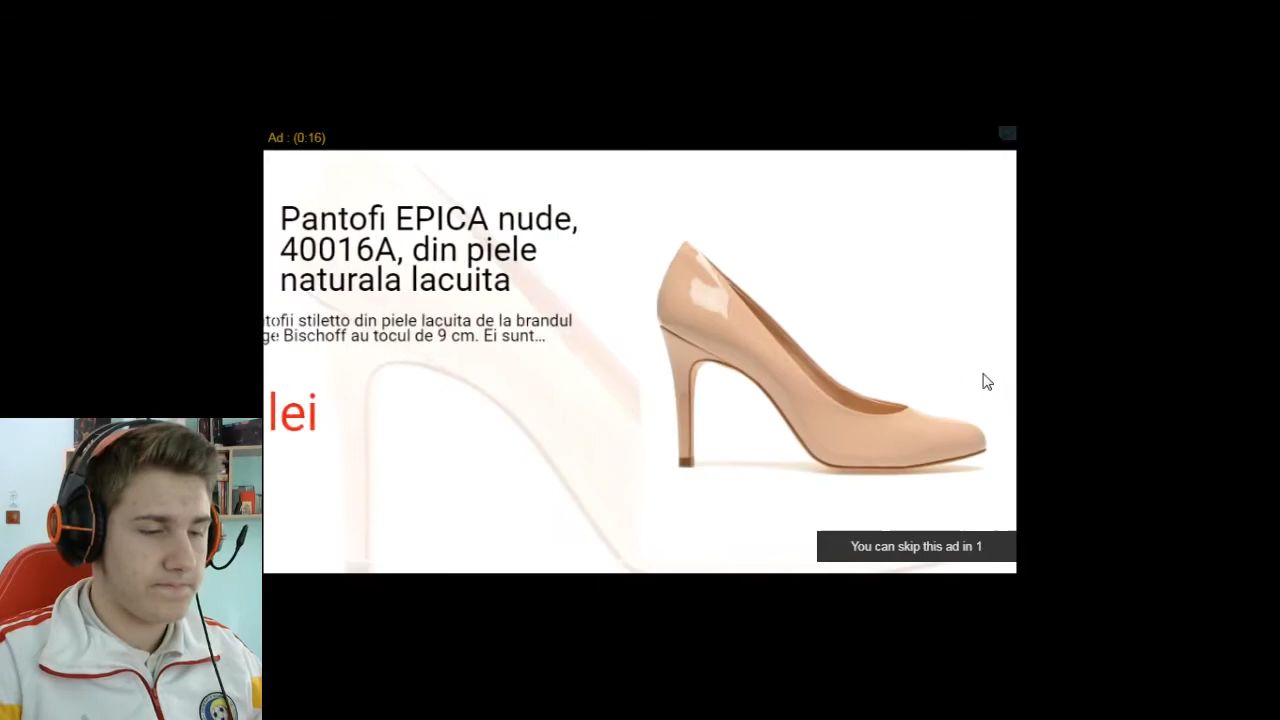 Ad : (0:16)
Pantofi EPICA nude,
40016A, din piele
naturala lacuita
stiletto din piele lacuita de la brandul
Bischoff au tocul de 9 cm. Ei sunt...
lei
You can skip this ad in 1